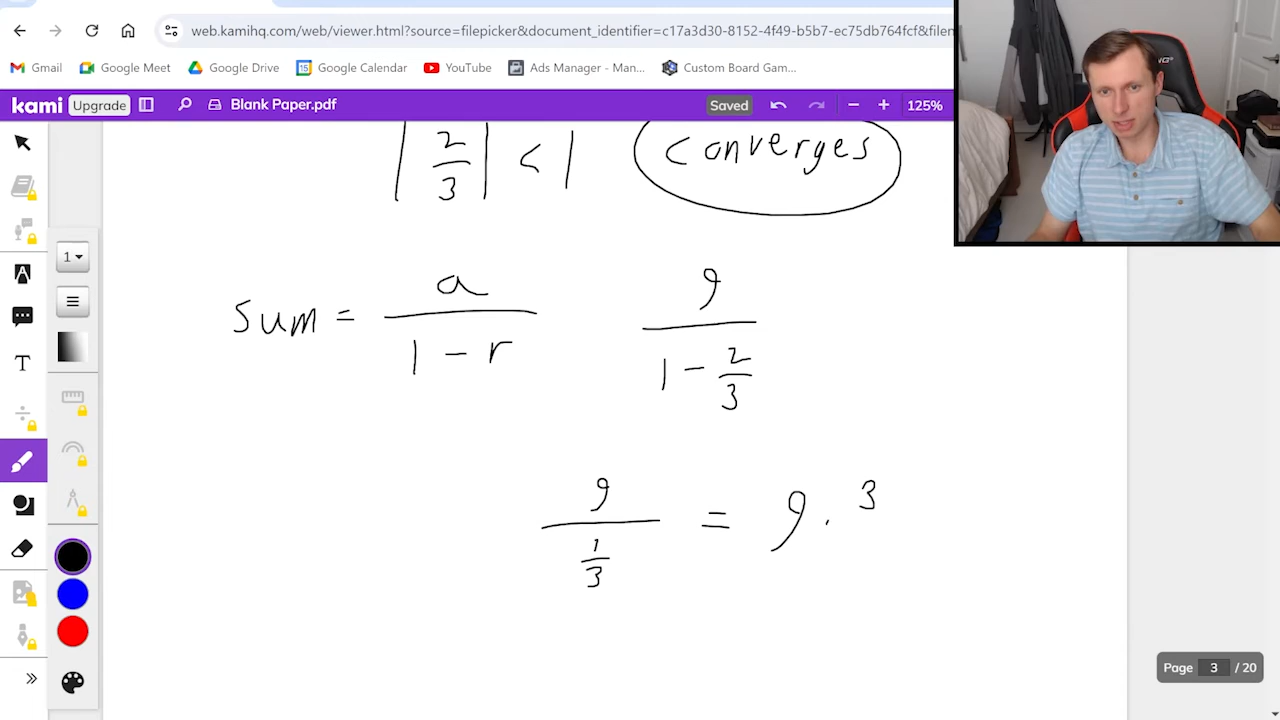 web.kamihq.com/web/viewer.html?source=filepicker&document_identifier=c17a3d30-8152-4f49-b5b7-ec75db764fcf&filen
Gmail Google Meet Google Drive 31 Google Calendar YouTube Ads Manager - Man... Custom Board Gam...
kami Upgrade Blank Paper.pdf Saved 125%
|2/3| < 1 converges
1
Sum = a/(1 - r) 9/(1 - 2/3)
T
9/(1/3) = 9 · 3
Page 3 / 20